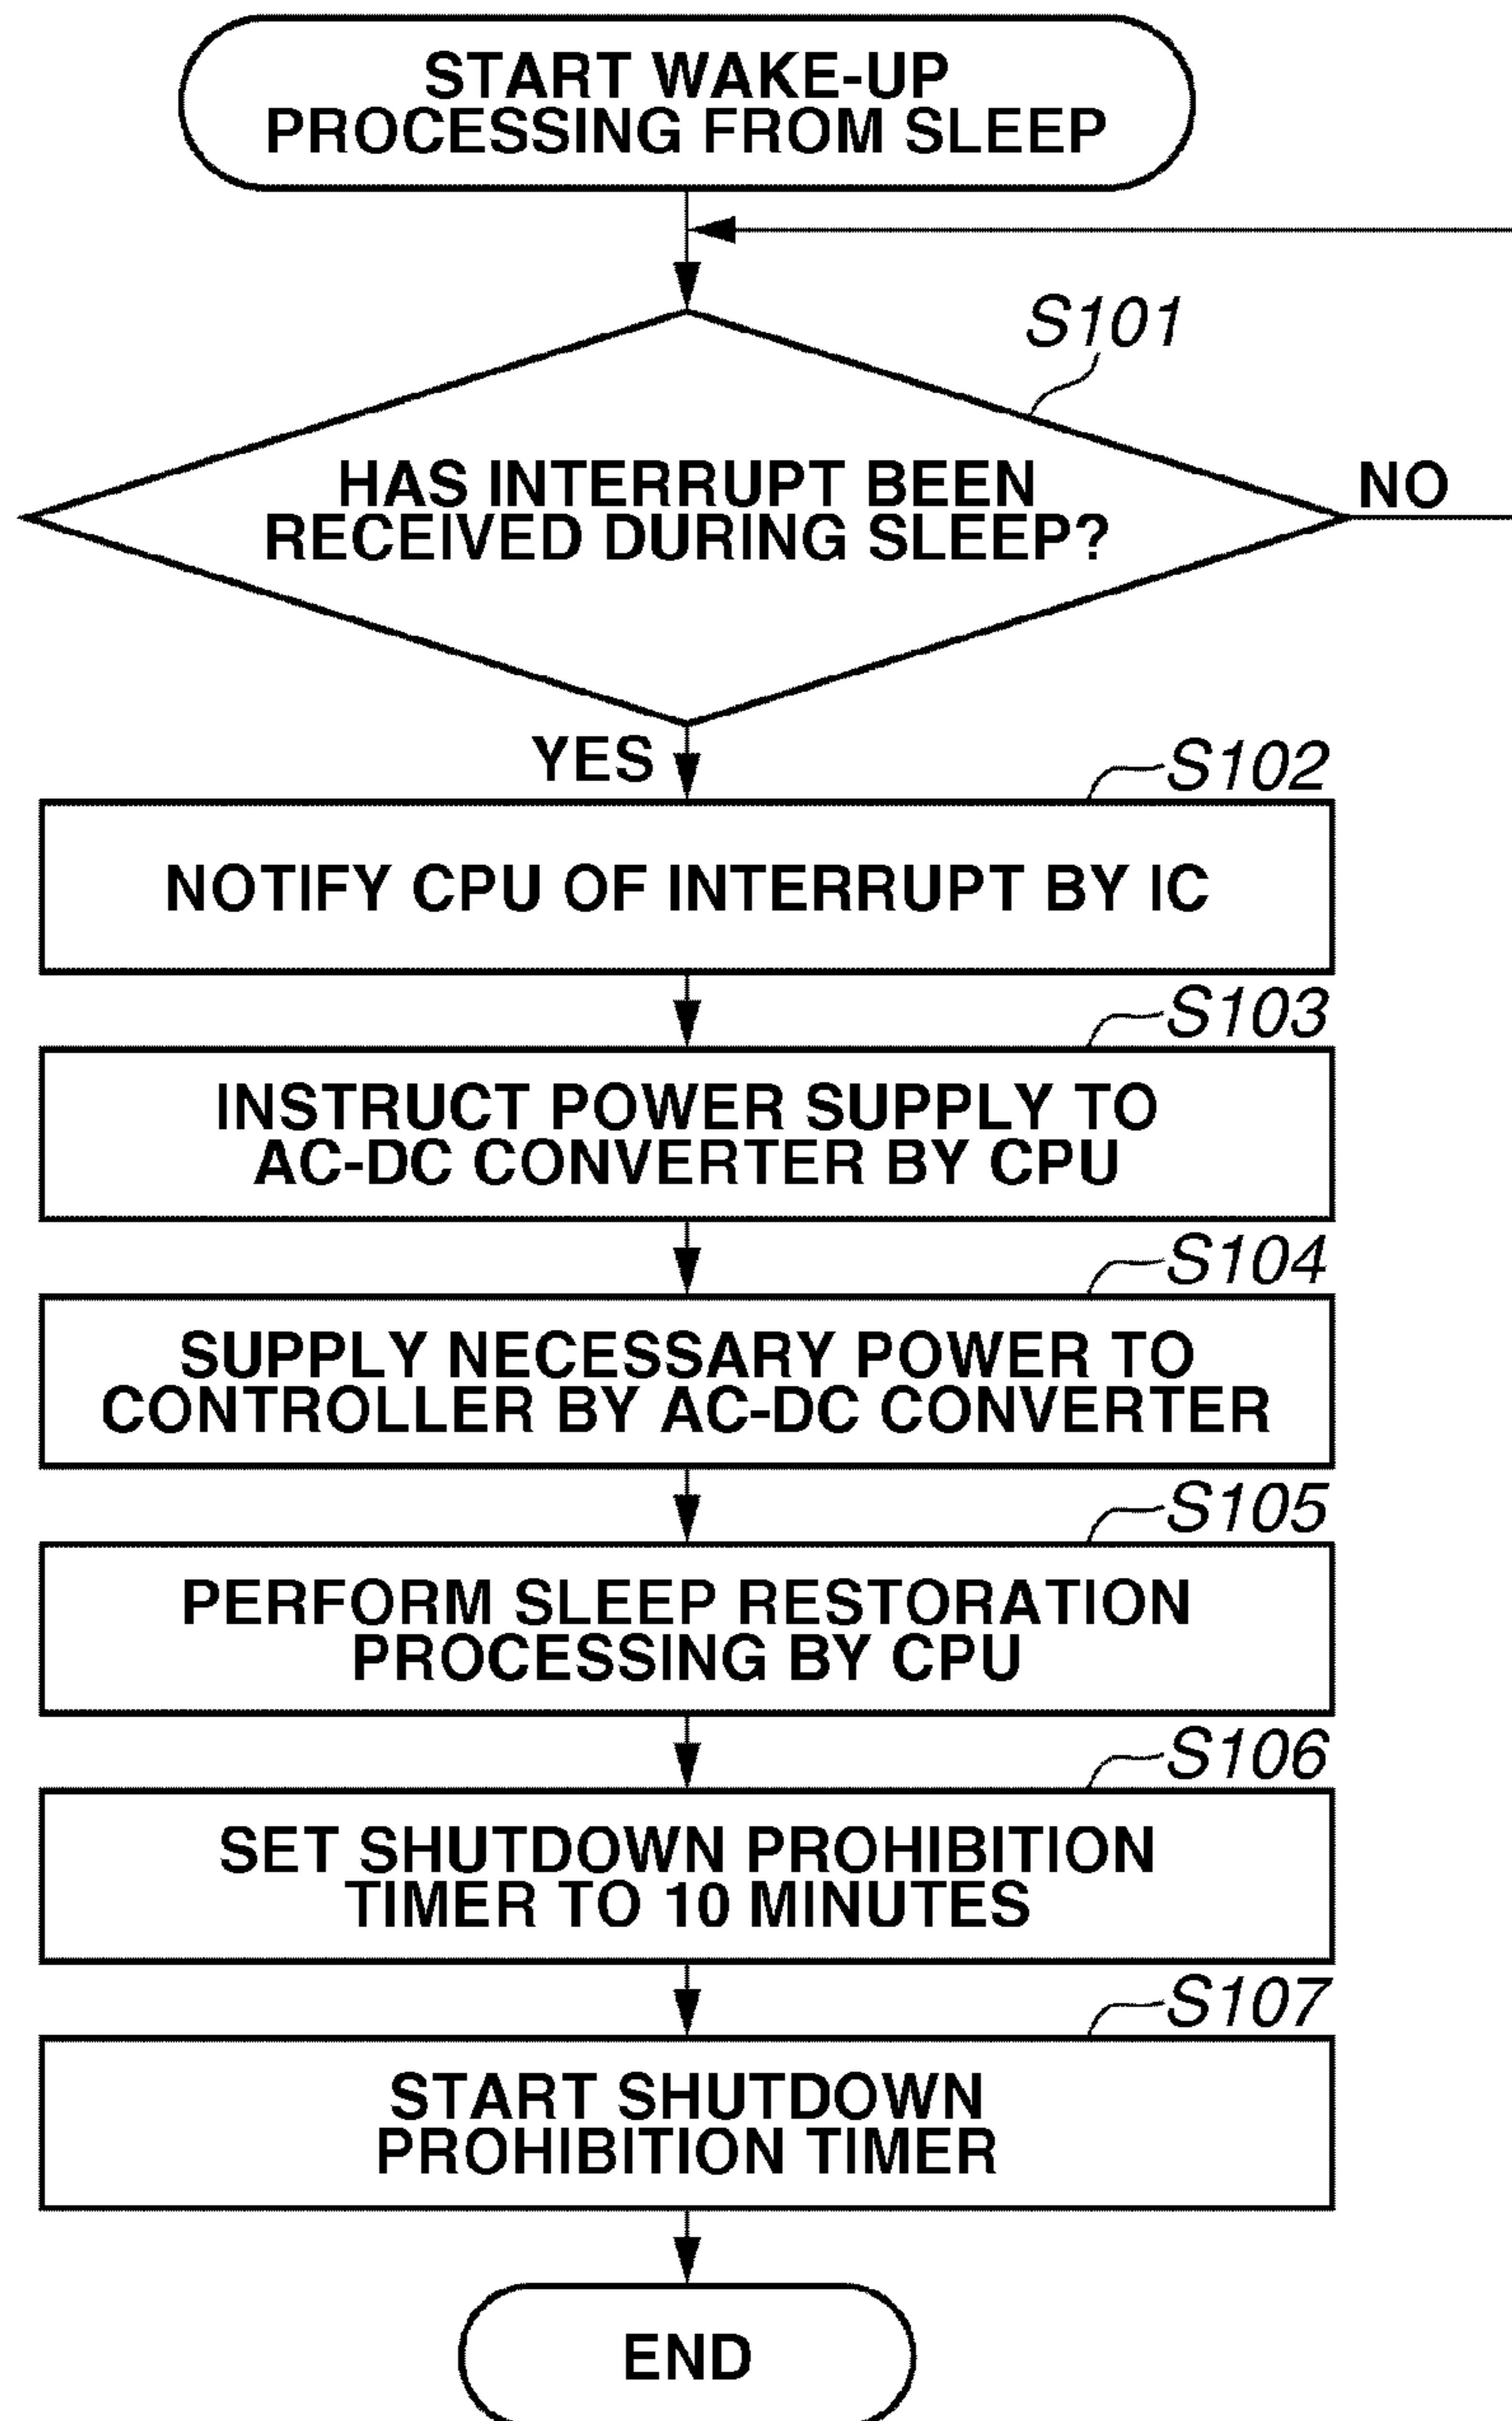 START WAKE-UP
PROCESSING FROM SLEEP
S101
HAS INTERRUPT BEEN
RECEIVED DURING SLEEP?
NO
YES
S102
NOTIFY CPU OF INTERRUPT BY IC
S103
INSTRUCT POWER SUPPLY TO
AC-DC CONVERTER BY CPU
S104
SUPPLY NECESSARY POWER TO
CONTROLLER BY AC-DC CONVERTER
S105
PERFORM SLEEP RESTORATION
PROCESSING BY CPU
S106
SET SHUTDOWN PROHIBITION
TIMER TO 10 MINUTES
S107
START SHUTDOWN
PROHIBITION TIMER
END